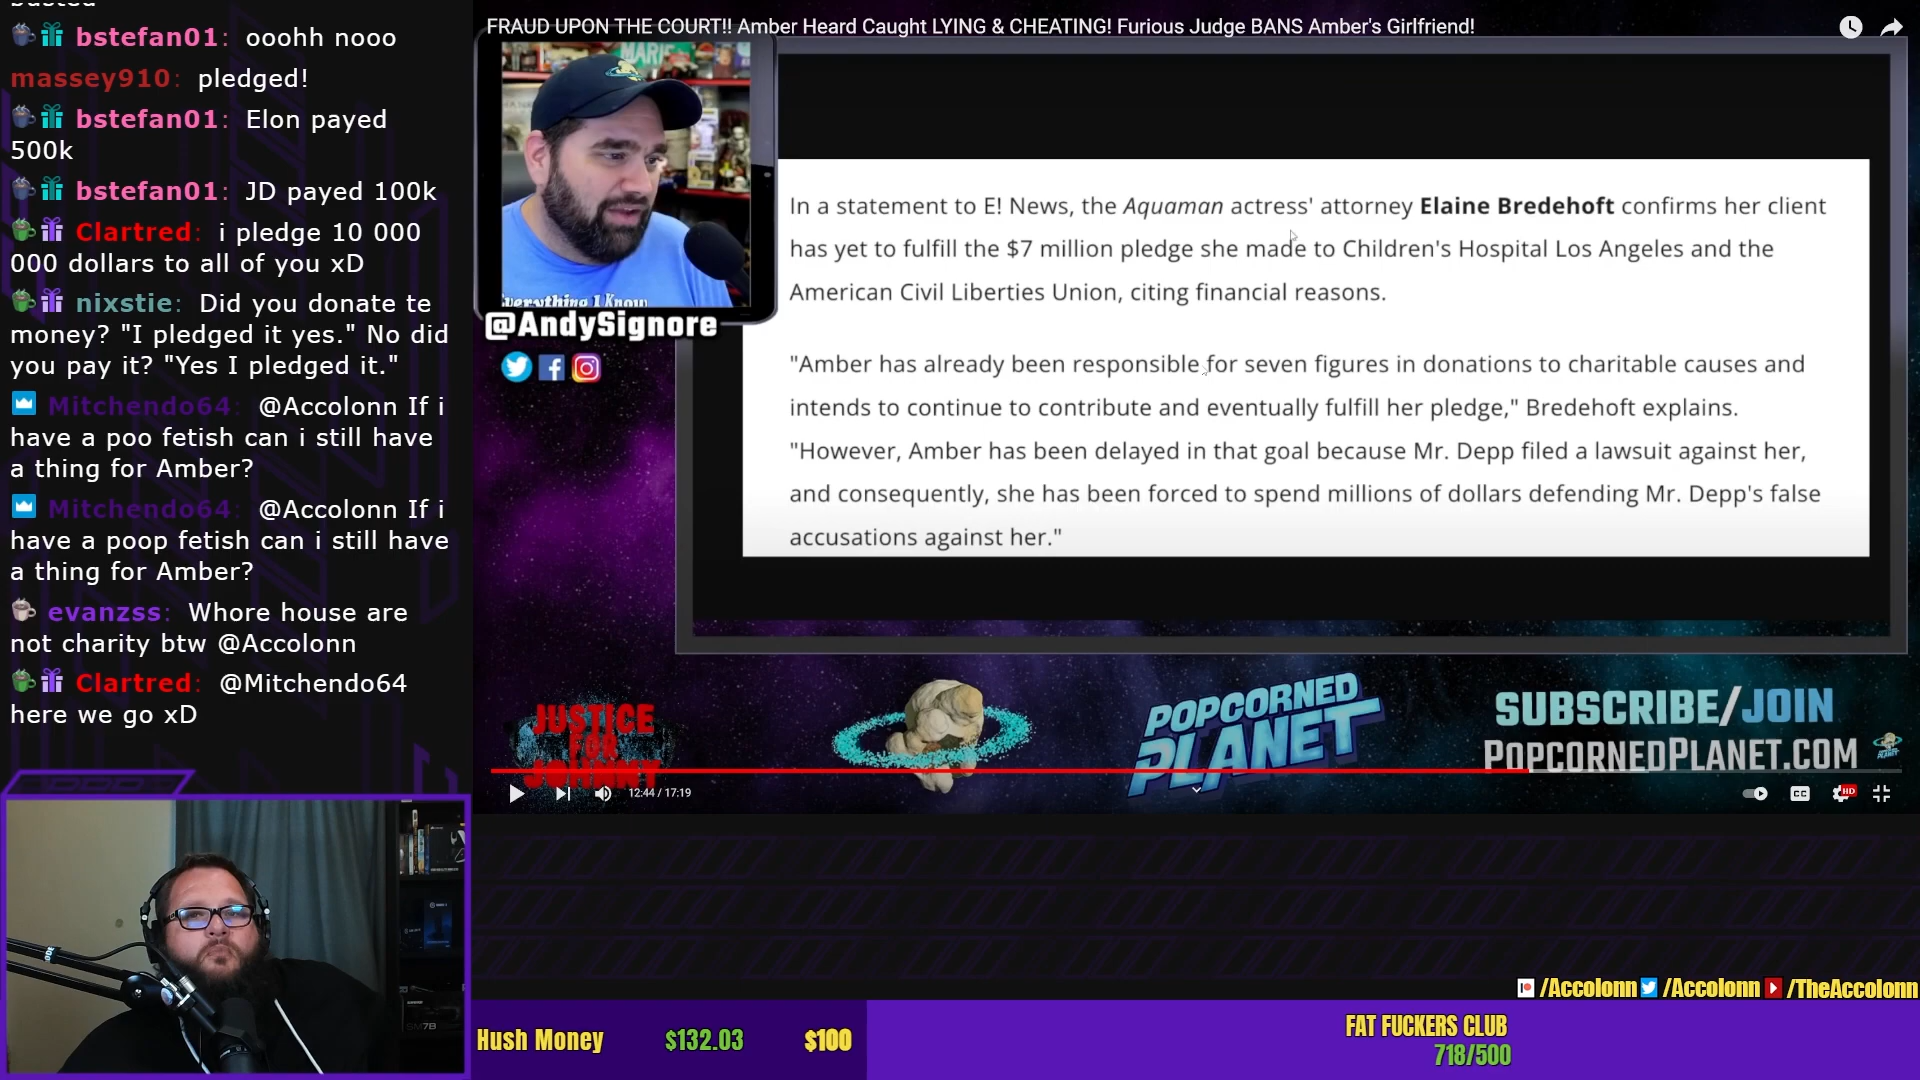 busted
bstefan01: ooohh nooo
massey910: pledged!
bstefan01: Elon payed
500k
bstefan01: JD payed 100k
Clartred: i pledge 10 000
000 dollars to all of you xD
nixstie: Did you donate te
money? "I pledged it yes." No did
you pay it? "Yes I pledged it."
Mitchendo64: @Accolonn If i
have a poo fetish can i still have
a thing for Amber?
Mitchendo64: @Accolonn If i
have a poop fetish can i still have
a thing for Amber?
evanzss: Whore house are
not charity btw @Accolonn
Clartred: @Mitchendo64
here we go xD
FRAUD UPON THE COURT!! Amber Heard Caught LYING & CHEATING! Furious Judge BANS Amber's Girlfriend!
Everything I Know
@AndySignore
In a statement to E! News, the Aquaman actress' attorney Elaine Bredehoft confirms her client
has yet to fulfill the $7 million pledge she made to Children's Hospital Los Angeles and the
American Civil Liberties Union, citing financial reasons.
"Amber has already been responsible for seven figures in donations to charitable causes and
intends to continue to contribute and eventually fulfill her pledge," Bredehoft explains.
"However, Amber has been delayed in that goal because Mr. Depp filed a lawsuit against her,
and consequently, she has been forced to spend millions of dollars defending Mr. Depp's false
accusations against her."
JUSTICE
FOR
JOHNNY
POPCORNED
PLANET
SUBSCRIBE/JOIN
POPCORNEDPLANET.COM
12:44 / 17:19
CC
HD
SM7B
/Accolonn /Accolonn /TheAccolonn
Hush Money $132.03 $100
FAT FUCKERS CLUB
718/500